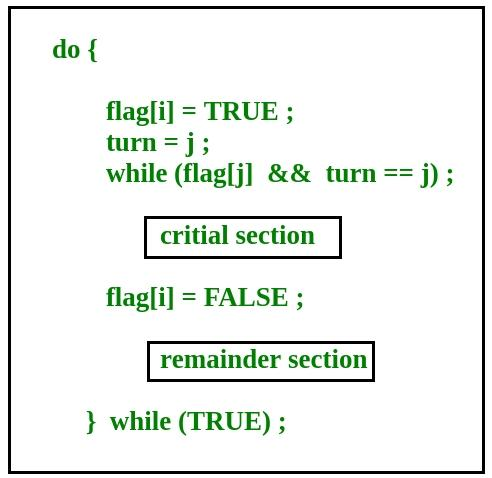 do {
flag[i] = TRUE ;
turn = j ;
while (flag[j] && turn == j) ;
critial section
flag[i] = FALSE ;
remainder section
} while (TRUE) ;